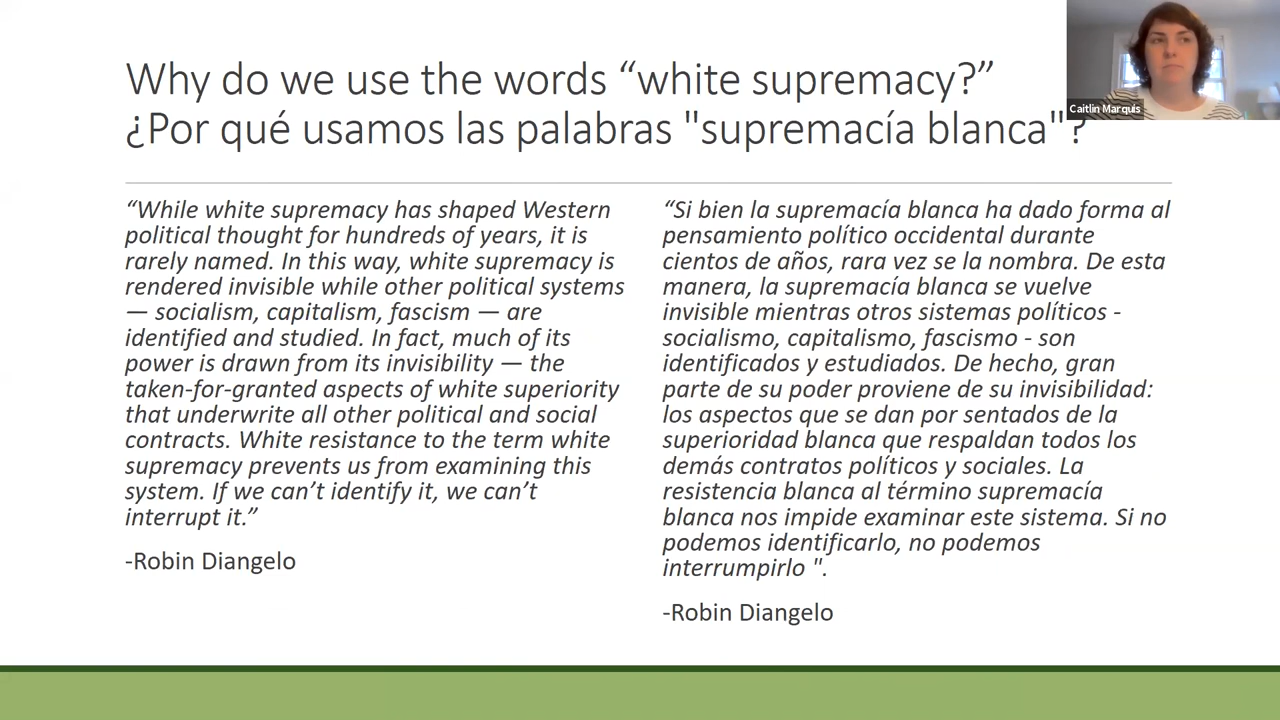 Why do we use the words “white supremacy?”
¿Por qué usamos las palabras "supremacía blanca"?
Caitlin Marquis
“While white supremacy has shaped Western
political thought for hundreds of years, it is
rarely named. In this way, white supremacy is
rendered invisible while other political systems
— socialism, capitalism, fascism — are
identified and studied. In fact, much of its
power is drawn from its invisibility — the
taken-for-granted aspects of white superiority
that underwrite all other political and social
contracts. White resistance to the term white
supremacy prevents us from examining this
system. If we can’t identify it, we can’t
interrupt it.”
-Robin Diangelo
“Si bien la supremacía blanca ha dado forma al
pensamiento político occidental durante
cientos de años, rara vez se la nombra. De esta
manera, la supremacía blanca se vuelve
invisible mientras otros sistemas políticos -
socialismo, capitalismo, fascismo - son
identificados y estudiados. De hecho, gran
parte de su poder proviene de su invisibilidad:
los aspectos que se dan por sentados de la
superioridad blanca que respaldan todos los
demás contratos políticos y sociales. La
resistencia blanca al término supremacía
blanca nos impide examinar este sistema. Si no
podemos identificarlo, no podemos
interrumpirlo ".
-Robin Diangelo